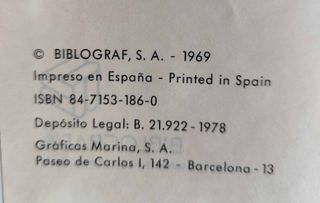 © BIBLOGRAF, S. A. - 1969
Impreso en España - Printed in Spain
ISBN 84-7153-186-0
Depósito Legal: B. 21.922 - 1978
Gráficas Marina, S. A.
Paseo de Carlos I, 142 - Barcelona - 13